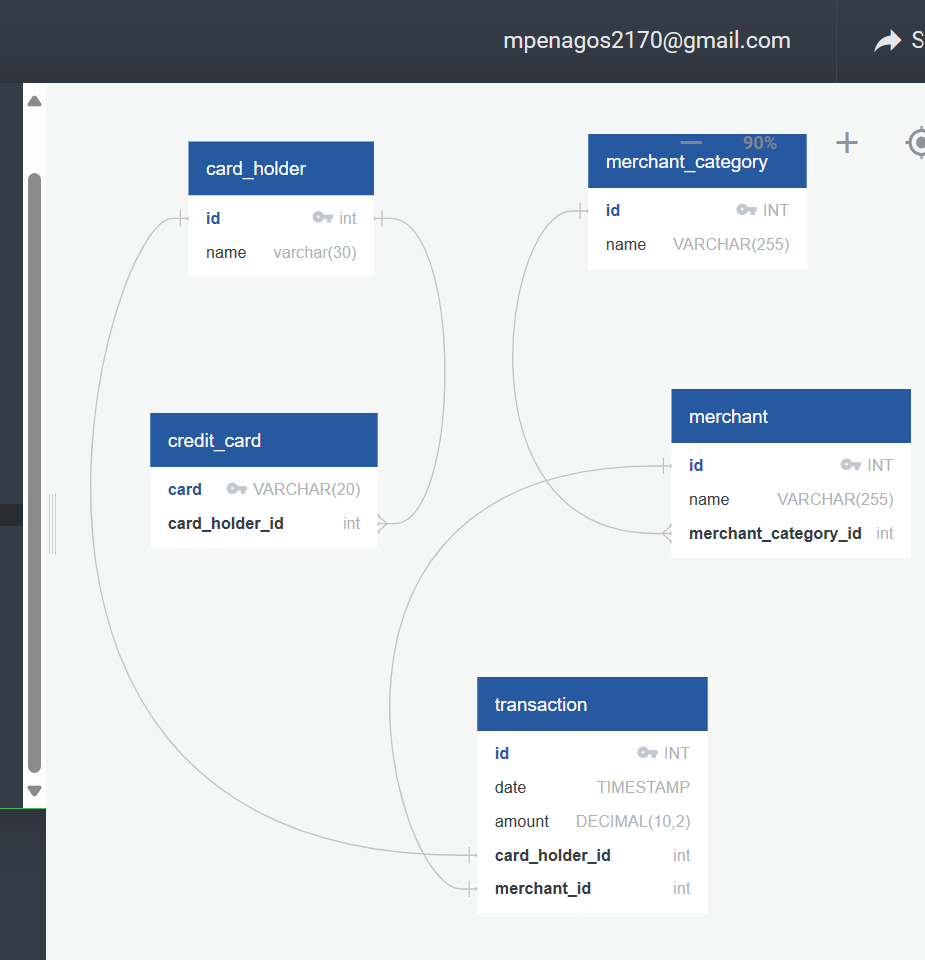 mpenagos2170@gmail.com
S
90%
card_holder
id int
name varchar(30)
merchant_category
id INT
name VARCHAR(255)
credit_card
card VARCHAR(20)
card_holder_id int
merchant
id INT
name VARCHAR(255)
merchant_category_id int
transaction
id INT
date TIMESTAMP
amount DECIMAL(10,2)
card_holder_id int
merchant_id int